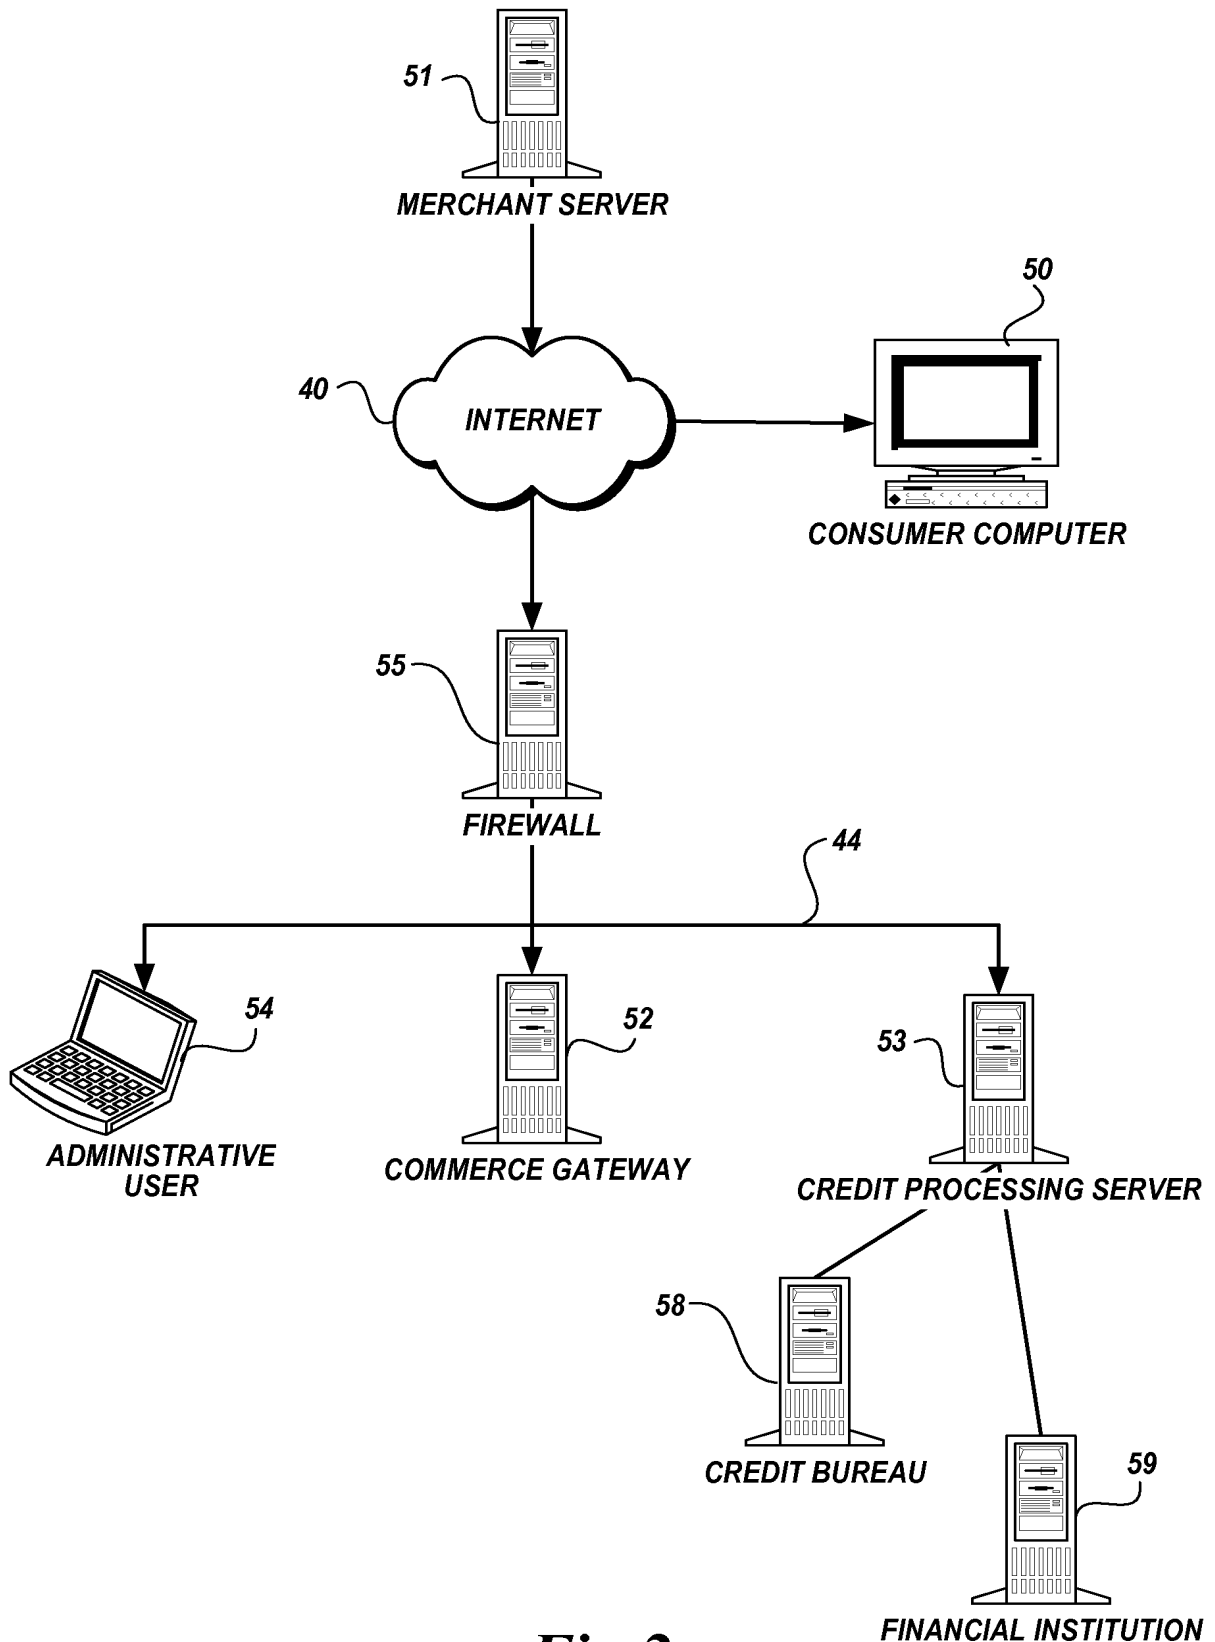 51
MERCHANT SERVER
50
40
INTERNET
CONSUMER COMPUTER
55
FIREWALL
44
54
52
53
ADMINISTRATIVE
USER
COMMERCE GATEWAY
CREDIT PROCESSING SERVER
58
CREDIT BUREAU
59
FINANCIAL INSTITUTION